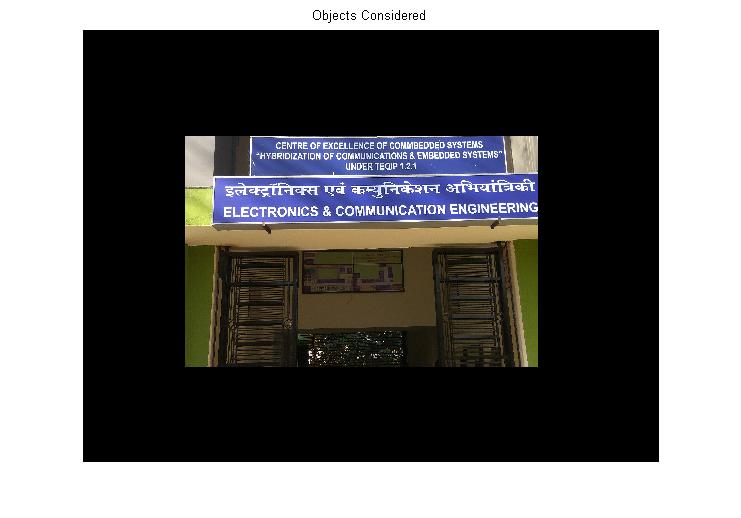 Objects Considered
CENTRE OF EXCELLENCE OF COMMBEDDED SYSTEMS
"HYBRIDIZATION OF COMMUNICATIONS & EMBEDDED SYSTEMS"
UNDER TEQIP 1.2.1
इलेक्ट्रॉनिक्स एवं कम्युनिकेशन अभियांत्रिकी
ELECTRONICS & COMMUNICATION ENGINEERING